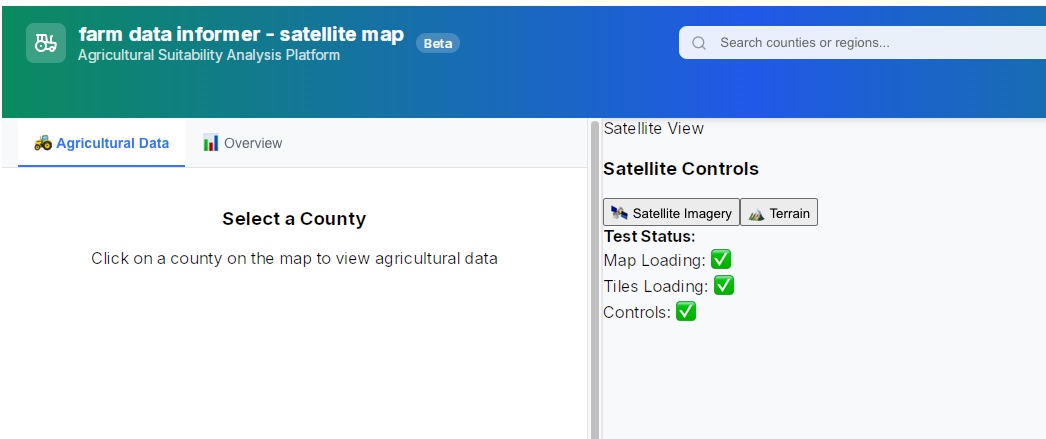 farm data informer - satellite map
Beta
Agricultural Suitability Analysis Platform
Search counties or regions...
Agricultural Data
Overview
Select a County
Click on a county on the map to view agricultural data
Satellite View
Satellite Controls
Satellite Imagery
Terrain
Test Status:
Map Loading: ✅
Tiles Loading: ✅
Controls: ✅